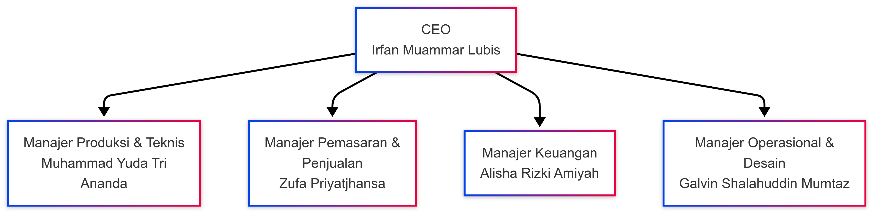 CEO
Irfan Muammar Lubis
Manajer Produksi & Teknis
Muhammad Yuda Tri
Ananda
Manajer Pemasaran &
Penjualan
Zufa Priyatjhansa
Manajer Keuangan
Alisha Rizki Amiyah
Manajer Operasional &
Desain
Galvin Shalahuddin Mumtaz